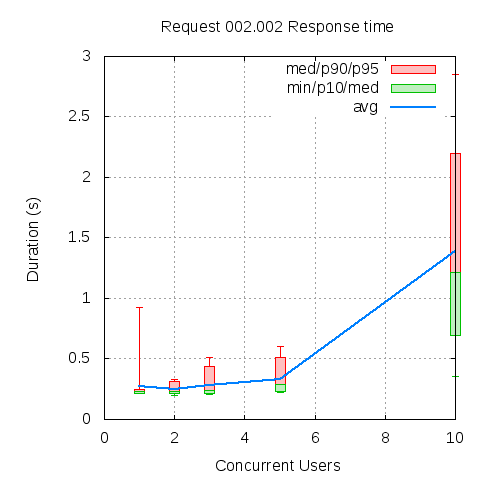 Request 002.002 Response time
3
2.5
2
1.5
1
0.5
0
0 2 4 6 8 10
med/p90/p95
min/p10/med
avg
Duration (s)
Concurrent Users